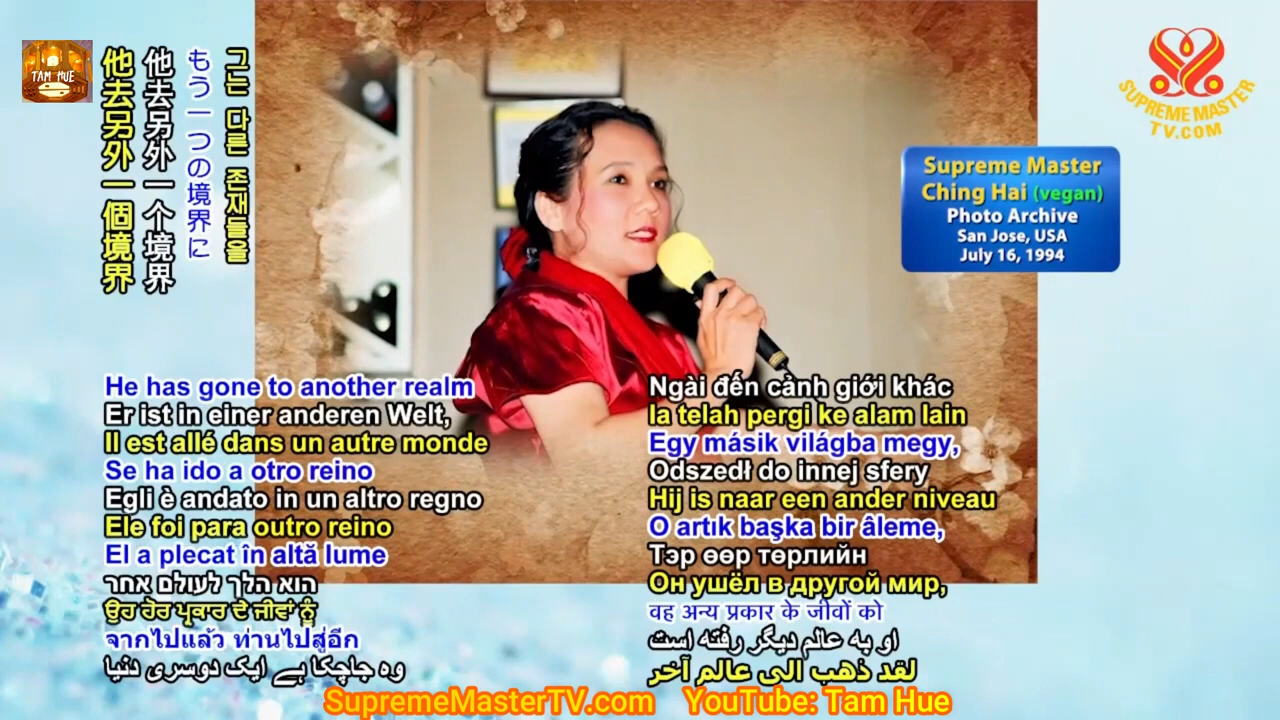 TAM HUE
그는 다른 존재들을
もう一つの境界に
他去另外一个境界
他去另外一個境界
SUPREME MASTER
TV.COM
Supreme Master
Ching Hai (vegan)
Photo Archive
San Jose, USA
July 16, 1994
He has gone to another realm
Er ist in einer anderen Welt,
Il est allé dans un autre monde
Se ha ido a otro reino
Egli è andato in un altro regno
Ele foi para outro reino
El a plecat în altă lume
הוא הלך לעולם אחר
ਉਹ ਹੋਰ ਪ੍ਰਕਾਰ ਦੇ ਜੀਵਾਂ ਨੂੰ
จากไปแล้ว ท่านไปสู่อีก
وہ جاچکا ہے ایک دوسری دنیا
Ngài đến cảnh giới khác
Ia telah pergi ke alam lain
Egy másik világba megy,
Odszedł do innej sfery
Hij is naar een ander niveau
O artık başka bir âleme,
Тэр өөр төрлийн
Он ушёл в другой мир,
वह अन्य प्रकार के जीवों को
او به عالم دیگر رفته است
لقد ذهب الى عالم آخر
SupremeMasterTV.com YouTube: Tam Hue